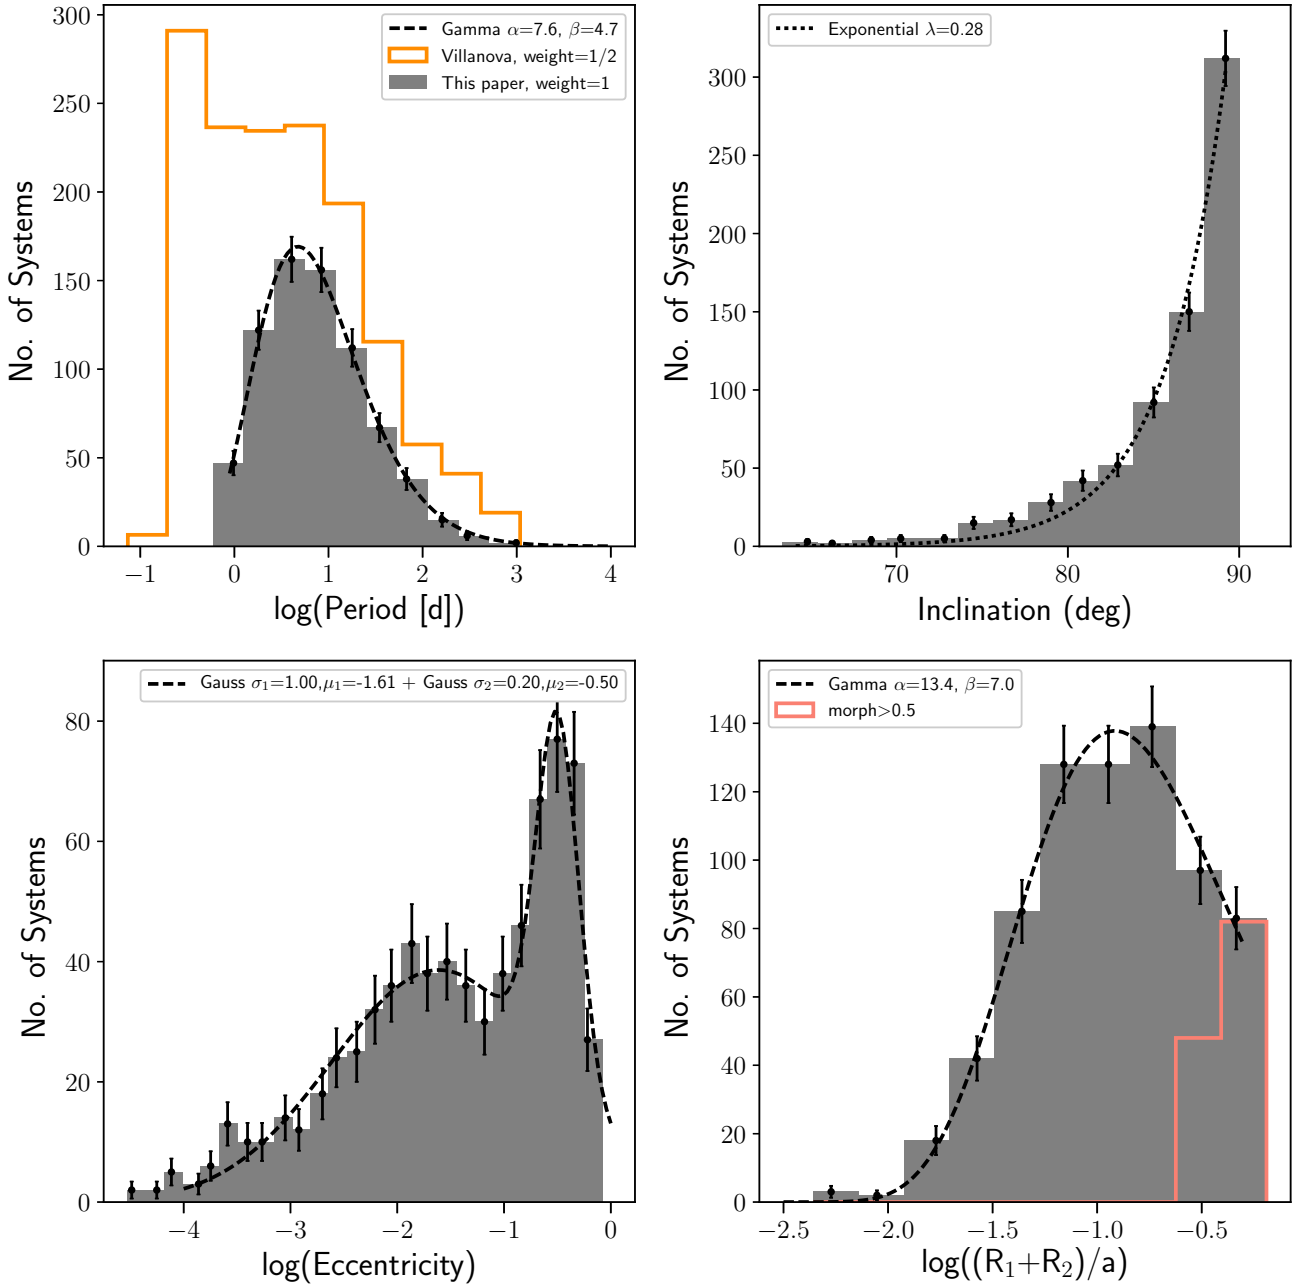 Gamma α=7.6, β=4.7
Villanova, weight=1/2
This paper, weight=1
300
250
200
150
100
50
0
No. of Systems
−1 0 1 2 3 4
log(Period [d])
Exponential λ=0.28
300
250
200
150
100
50
0
No. of Systems
70 80 90
Inclination (deg)
Gauss σ₁=1.00,μ₁=-1.61 + Gauss σ₂=0.20,μ₂=-0.50
80
60
40
20
0
No. of Systems
−4 −3 −2 −1 0
log(Eccentricity)
Gamma α=13.4, β=7.0
morph>0.5
140
120
100
80
60
40
20
0
No. of Systems
−2.5 −2.0 −1.5 −1.0 −0.5
log((R₁+R₂)/a)